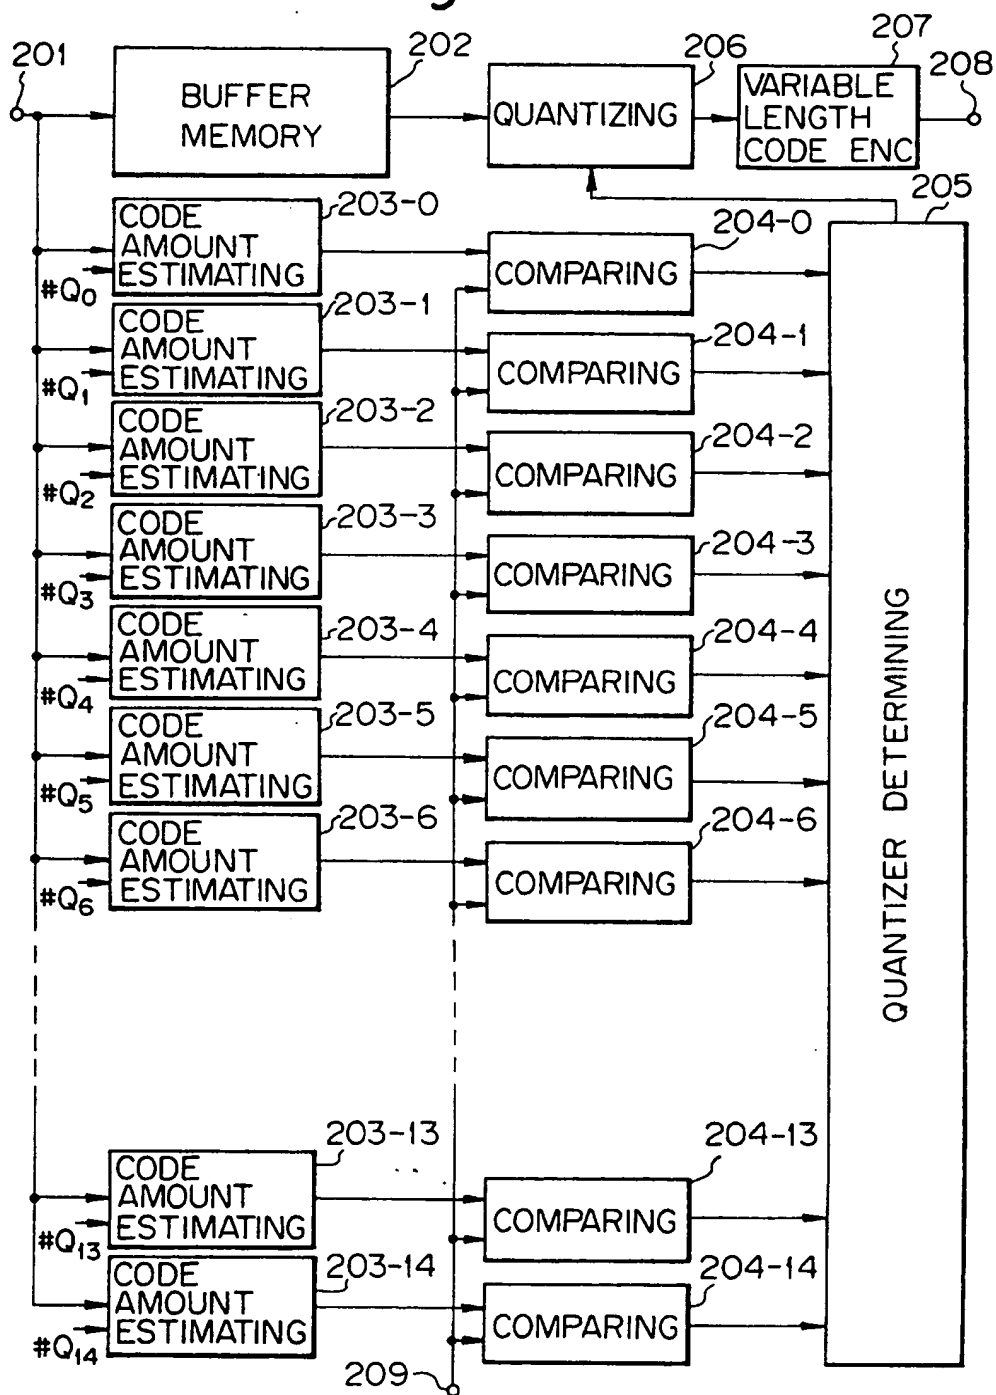 201
202
206
207
208
BUFFER
MEMORY
QUANTIZING
VARIABLE
LENGTH
CODE ENC
205
203-0
CODE
AMOUNT
ESTIMATING
#Q0
204-0
COMPARING
203-1
CODE
AMOUNT
ESTIMATING
#Q1
204-1
COMPARING
203-2
CODE
AMOUNT
ESTIMATING
#Q2
204-2
COMPARING
203-3
CODE
AMOUNT
ESTIMATING
#Q3
204-3
COMPARING
203-4
CODE
AMOUNT
ESTIMATING
#Q4
204-4
COMPARING
203-5
CODE
AMOUNT
ESTIMATING
#Q5
204-5
COMPARING
203-6
CODE
AMOUNT
ESTIMATING
#Q6
204-6
COMPARING
QUANTIZER DETERMINING
203-13
CODE
AMOUNT
ESTIMATING
#Q13
204-13
COMPARING
203-14
CODE
AMOUNT
ESTIMATING
#Q14
204-14
COMPARING
209